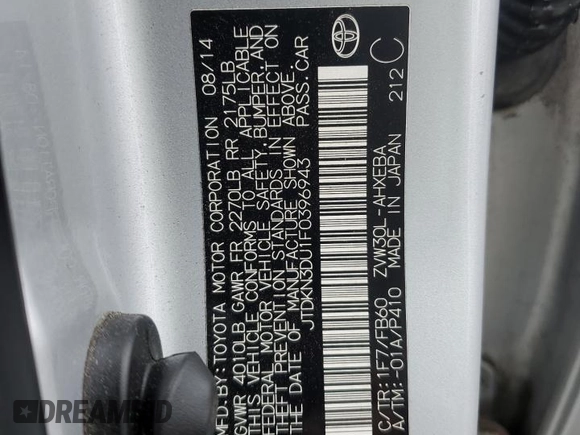 MFD.BY:TOYOTA MOTOR CORPORATION 08/14
GVWR 4010LB GAWR FR 2270LB RR 2175LB
THIS VEHICLE CONFORMS TO ALL APPLICABLE
FEDERAL MOTOR VEHICLE SAFETY,BUMPER,AND
THEFT PREVENTION STANDARDS IN EFFECT ON
THE DATE OF MANUFACTURE SHOWN ABOVE.
JTDKN3DU11F0396943 PASS.CAR
C/TR:1F7/FB60 ZVW30L-AHXEBA
A/TM:-01A/P410 MADE IN JAPAN 212 C
DREAMSBID